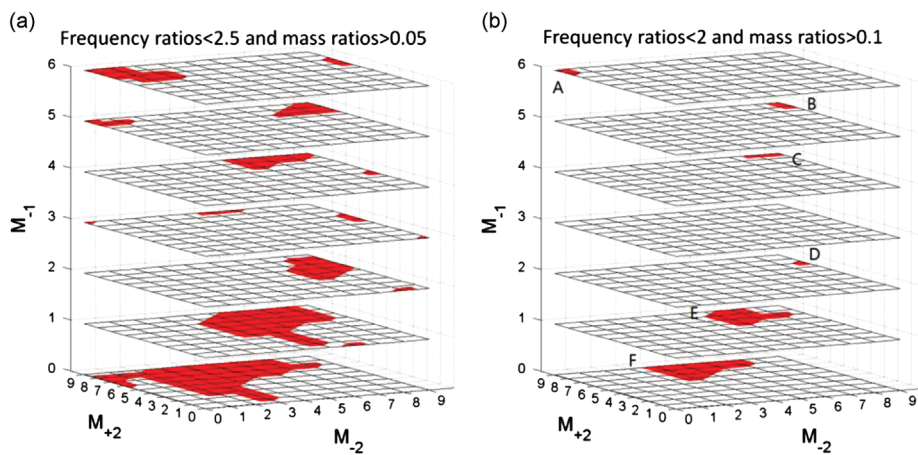 (a)
Frequency ratios<2.5 and mass ratios>0.05
6
5
4
3
2
1
0
M-1
9 8 7 6 5 4 3 2 1 0
M+2
0 1 2 3 4 5 6 7 8 9
M-2
(b)
Frequency ratios<2 and mass ratios>0.1
6
5
4
3
2
1
0
M-1
A
B
C
D
E
F
9 8 7 6 5 4 3 2 1 0
M+2
0 1 2 3 4 5 6 7 8 9
M-2